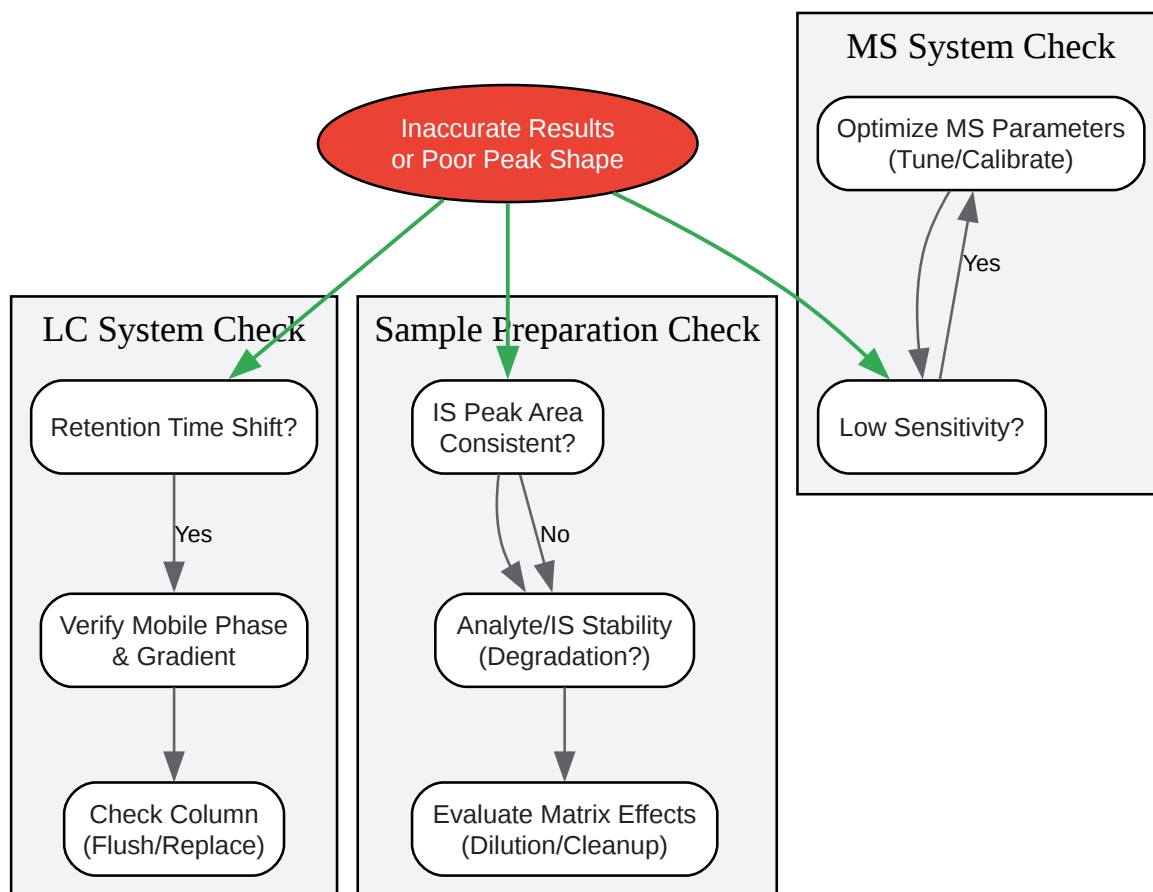 MS System Check
Optimize MS Parameters
(Tune/Calibrate)
Inaccurate Results
or Poor Peak Shape
Yes
LC System Check
Sample Preparation Check
Retention Time Shift?
IS Peak Area
Consistent?
Low Sensitivity?
Yes
No
Verify Mobile Phase
& Gradient
Analyte/IS Stability
(Degradation?)
Check Column
(Flush/Replace)
Evaluate Matrix Effects
(Dilution/Cleanup)